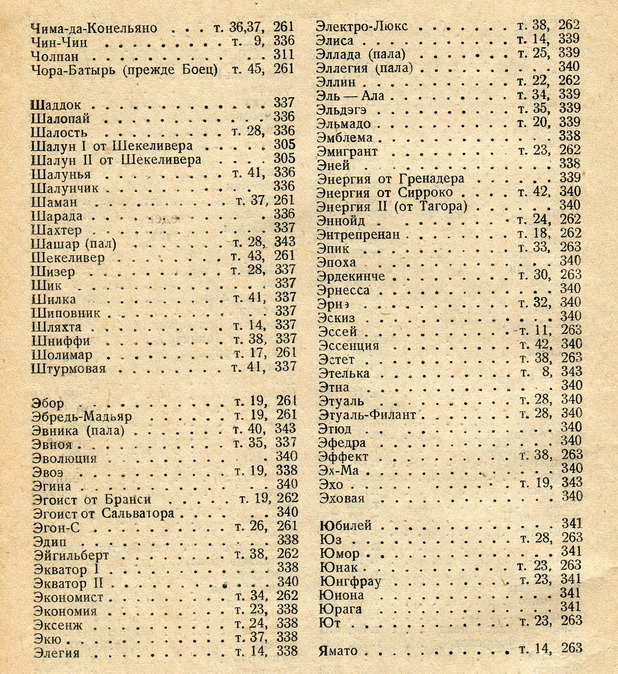 Чима-да-Конельяно . . . т. 36,37, 261
Чин-Чин . . . т. 9, 336
Чолпан . . . 311
Чора-Батырь (прежде Боец) т. 45, 261
Шаддок . . . 337
Шалопай . . . 336
Шалость . . . т. 28, 336
Шалун I от Шекеливера . . . 305
Шалун II от Шекеливера . . . 305
Шалунья . . . т. 41, 336
Шалунчик . . . 336
Шаман . . . т. 37, 261
Шарада . . . 336
Шахтер . . . 337
Шашар (пал) . . . т. 28, 343
Шекеливер . . . т. 43, 261
Шизер . . . т. 28, 337
Шик . . . 337
Шилка . . . т. 41, 337
Шиповник . . . 337
Шляхта . . . т. 14, 337
Шниффи . . . т. 38, 337
Шолимар . . . т. 17, 261
Штурмовая . . . т. 41, 337
Эбор . . . т. 19, 261
Эбредь-Мадьяр . . . т. 19, 261
Эвника (пала) . . . т. 40, 343
Эвноя . . . т. 35, 337
Эволюция . . . 340
Эвоэ . . . т. 19, 338
Эгина . . . 340
Эгоист от Бранси . . . т. 19, 262
Эгоист от Сальватора . . . 340
Эгон-С . . . т. 26, 261
Эдип . . . 338
Эйгильберт . . . т. 38, 262
Экватор I . . . 338
Экватор II . . . 340
Экономист . . . т. 34, 262
Экономия . . . т. 23, 338
Эксенж . . . т. 24, 338
Экю . . . т. 37, 338
Элегия . . . т. 14, 338
Электро-Люкс . . . т. 38, 262
Элиса . . . т. 14, 339
Эллада (пала) . . . т. 25, 339
Эллегия (пала) . . . 340
Эллин . . . т. 22, 262
Эль — Ала . . . т. 34, 339
Эльдэгэ . . . т. 35, 339
Эльмадо . . . т. 20, 339
Эмблема . . . 338
Эмигрант . . . т. 23, 262
Эней . . . 338
Энергия от Гренадера . . . 339
Энергия от Сирроко . . . т. 42, 340
Энергия II (от Тагора) . . . 340
Эннойд . . . т. 24, 262
Энтрепренан . . . т. 18, 262
Эпик . . . т. 33, 263
Эпоха . . . 340
Эрдекинче . . . т. 30, 263
Эрнесса . . . 340
Эрнэ . . . т. 32, 340
Эскиз . . . 340
Эссей . . . т. 11, 263
Эссенция . . . т. 42, 340
Эстет . . . т. 38, 263
Этелька . . . т. 8, 343
Этна . . . 340
Этуаль . . . т. 28, 340
Этуаль-Филант . . . т. 28, 340
Этюд . . . 340
Эфедра . . . 340
Эффект . . . т. 38, 263
Эх-Ма . . . 340
Эхо . . . т. 19, 343
Эховая . . . 340
Юбилей . . . 341
Юз . . . т. 28, 263
Юмор . . . 341
Юнак . . . т. 23, 263
Юнгфрау . . . т. 23, 341
Юнона . . . 341
Юрага . . . 341
Ют . . . т. 23, 263
Ямато . . . т. 14, 263